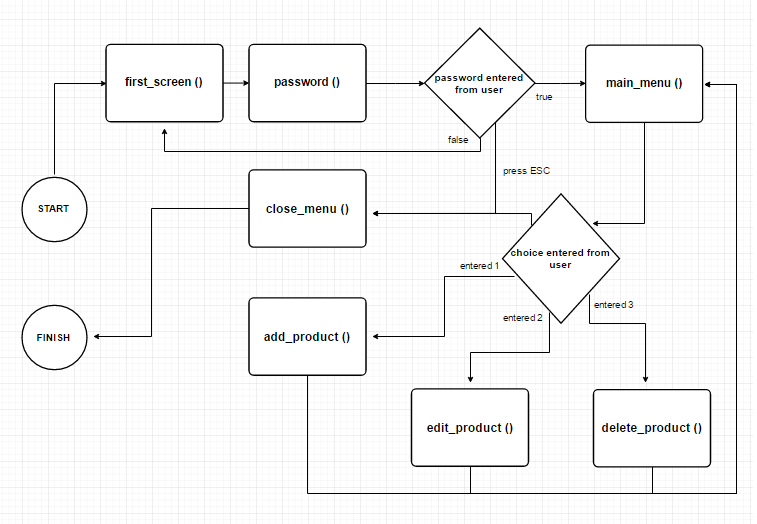 first_screen ()
password ()
password entered
from user
main_menu ()
true
false
press ESC
START
close_menu ()
choice entered from
user
entered 1
entered 2
entered 3
FINISH
add_product ()
edit_product ()
delete_product ()